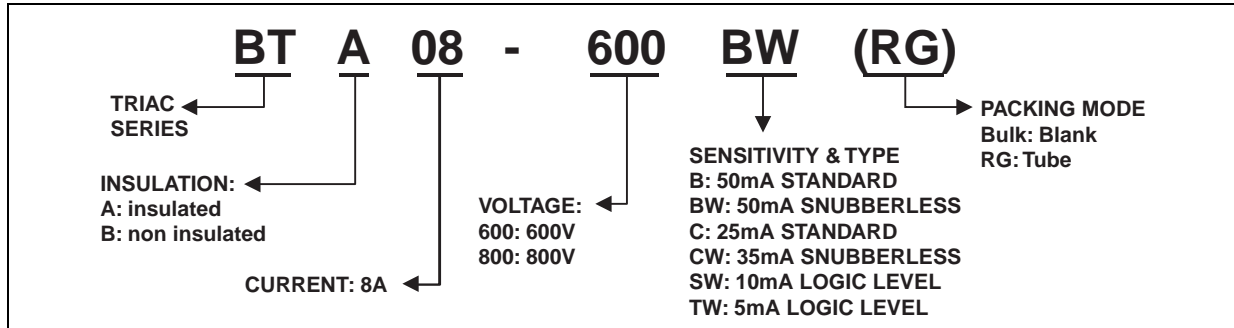 BT A 08 - 600 BW (RG)
TRIAC
SERIES
INSULATION:
A: insulated
B: non insulated
CURRENT: 8A
VOLTAGE:
600: 600V
800: 800V
SENSITIVITY & TYPE
B: 50mA STANDARD
BW: 50mA SNUBBERLESS
C: 25mA STANDARD
CW: 35mA SNUBBERLESS
SW: 10mA LOGIC LEVEL
TW: 5mA LOGIC LEVEL
PACKING MODE
Bulk: Blank
RG: Tube